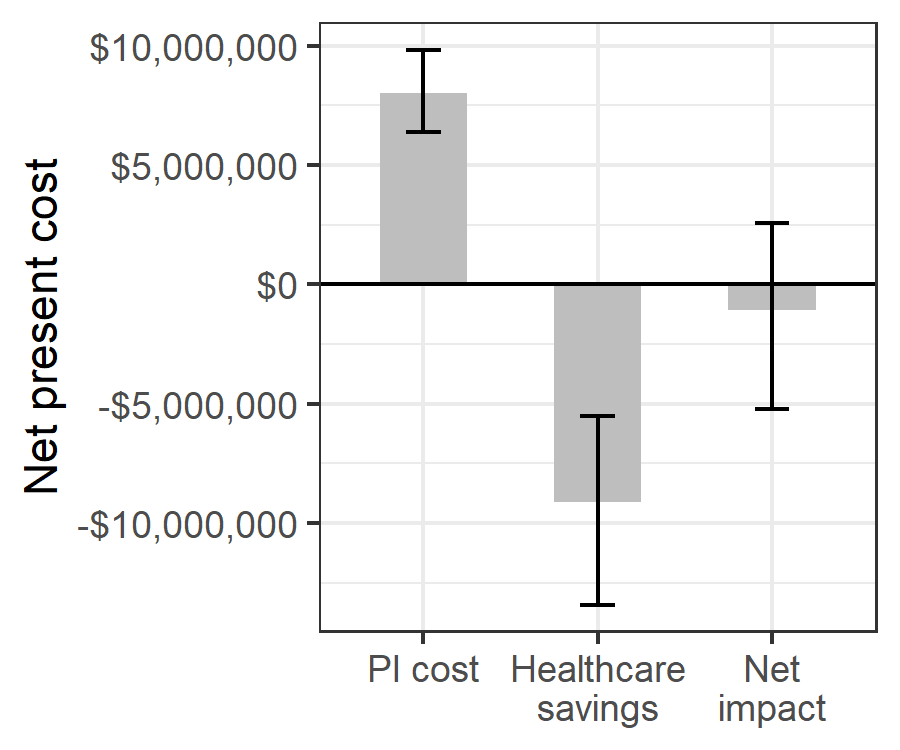 Net present cost
$10,000,000
$5,000,000
$0
-$5,000,000
-$10,000,000
PI cost
Healthcare
savings
Net
impact